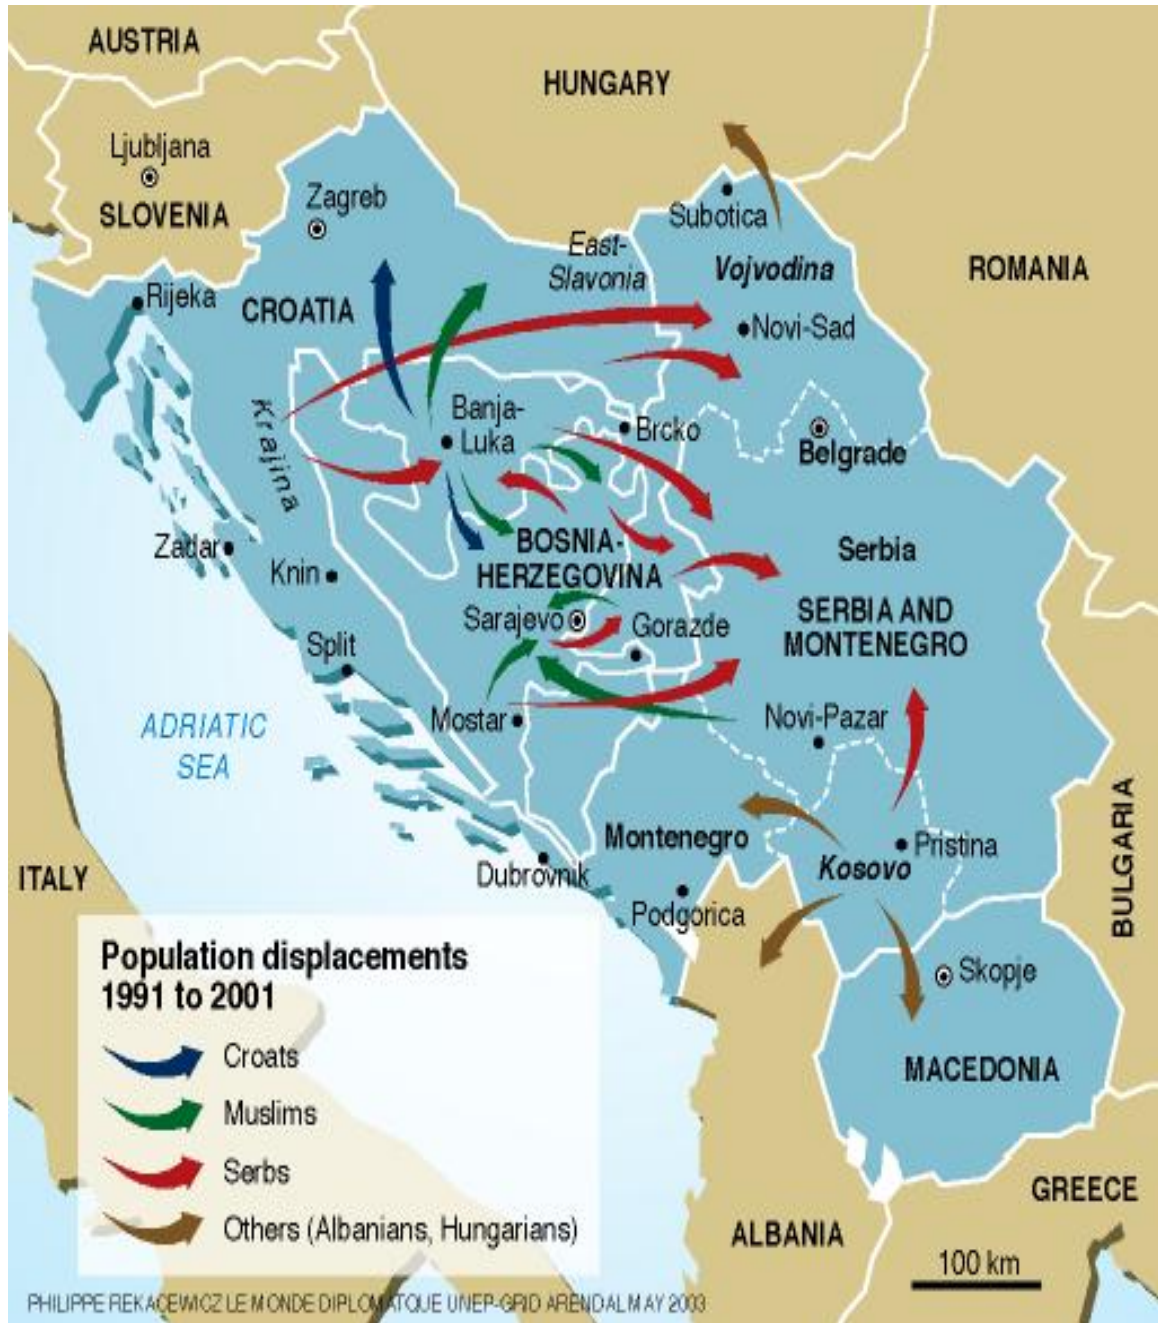 AUSTRIA
HUNGARY
Ljubljana
SLOVENIA
Zagreb
Subotica
East-
Slavonia
Vojvodina
ROMANIA
Rijeka
CROATIA
Novi-Sad
Krajina
Banja-
Luka
Brcko
Belgrade
Zadar
Knin
BOSNIA-
HERZEGOVINA
Serbia
SERBIA AND
MONTENEGRO
Sarajevo
Gorazde
Split
Mostar
Novi-Pazar
ADRIATIC
SEA
BULGARIA
Montenegro
Pristina
Kosovo
ITALY
Dubrovnik
Podgorica
Skopje
MACEDONIA
Population displacements
1991 to 2001
Croats
Muslims
Serbs
Others (Albanians, Hungarians)
ALBANIA
GREECE
100 km
PHILIPPE REKACEWICZ LE MONDE DIPLOMATQUE UNEP-GRID ARENDAL MAY 2003